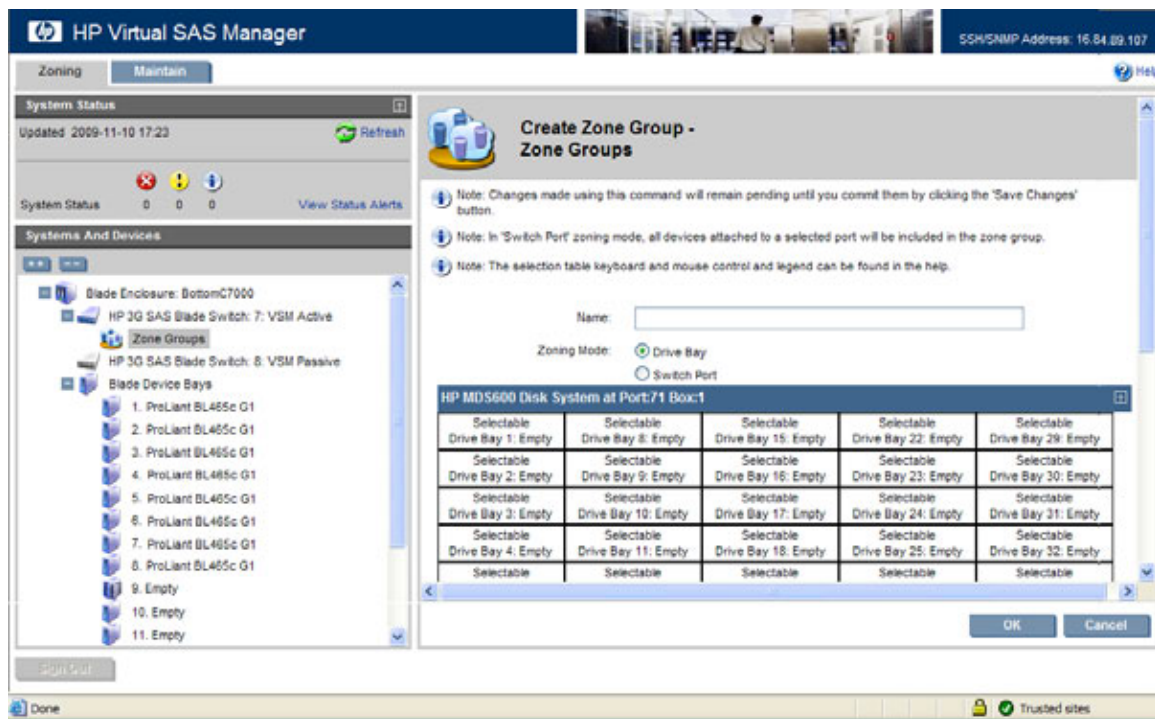 hp HP Virtual SAS Manager
SSH/SNMP Address: 16.84.89.107
Zoning
Maintain
Help
System Status
Updated 2009-11-10 17:23
Refresh
System Status 0 0 0 View Status Alerts
Systems And Devices
Blade Enclosure: BottomC7000
HP 3G SAS Blade Switch: 7: VSM Active
Zone Groups
HP 3G SAS Blade Switch: 8: VSM Passive
Blade Device Bays
1. ProLiant BL465c G1
2. ProLiant BL465c G1
3. ProLiant BL465c G1
4. ProLiant BL465c G1
5. ProLiant BL465c G1
6. ProLiant BL465c G1
7. ProLiant BL465c G1
8. ProLiant BL465c G1
9. Empty
10. Empty
11. Empty
Create Zone Group -
Zone Groups
Note: Changes made using this command will remain pending until you commit them by clicking the 'Save Changes'
button.
Note: In 'Switch Port' zoning mode, all devices attached to a selected port will be included in the zone group.
Note: The selection table keyboard and mouse control and legend can be found in the help.
Name:
Zoning Mode: Drive Bay
Switch Port
HP MDS600 Disk System at Port:71 Box:1
Selectable Selectable Selectable Selectable Selectable
Drive Bay 1: Empty Drive Bay 8: Empty Drive Bay 15: Empty Drive Bay 22: Empty Drive Bay 29: Empty
Selectable Selectable Selectable Selectable Selectable
Drive Bay 2: Empty Drive Bay 9: Empty Drive Bay 16: Empty Drive Bay 23: Empty Drive Bay 30: Empty
Selectable Selectable Selectable Selectable Selectable
Drive Bay 3: Empty Drive Bay 10: Empty Drive Bay 17: Empty Drive Bay 24: Empty Drive Bay 31: Empty
Selectable Selectable Selectable Selectable Selectable
Drive Bay 4: Empty Drive Bay 11: Empty Drive Bay 18: Empty Drive Bay 25: Empty Drive Bay 32: Empty
Selectable Selectable Selectable Selectable Selectable
OK
Cancel
Sign Out
Done
Trusted sites